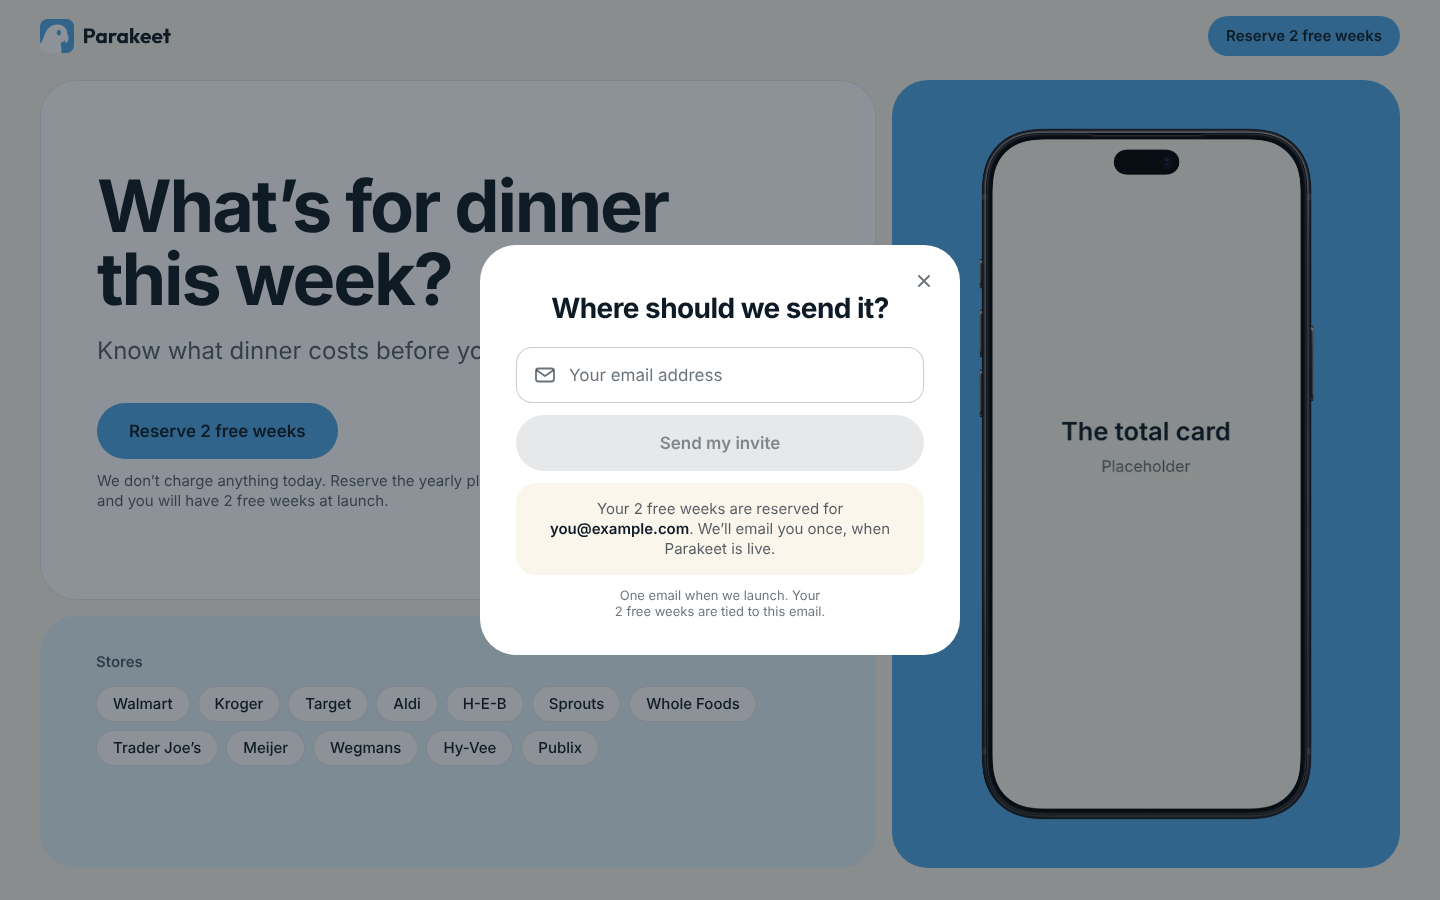 Parakeet
Reserve 2 free weeks
What’s for dinner
this week?
Know what dinner costs before
Reserve 2 free weeks
We don’t charge anything today. Reserve the yearly
and you will have 2 free weeks at launch.
Where should we send it?
Your email address
Send my invite
Your 2 free weeks are reserved for
you@example.com. We’ll email you once, when
Parakeet is live.
One email when we launch. Your
2 free weeks are tied to this email.
The total card
Placeholder
Stores
Walmart Kroger Target Aldi H-E-B Sprouts Whole Foods
Trader Joe’s Meijer Wegmans Hy-Vee Publix